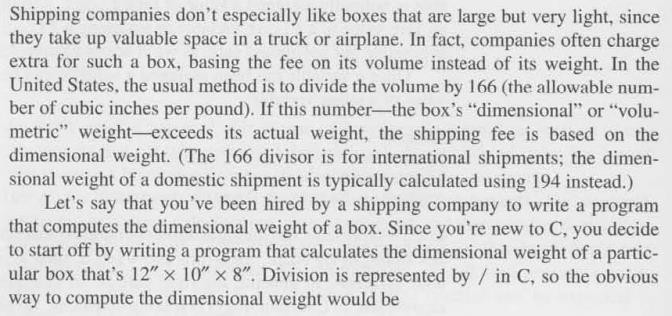 Shipping companies don't especially like boxes that are large but very light, since
they take up valuable space in a truck or airplane. In fact, companies often charge
extra for such a box, basing the fee on its volume instead of its weight. In the
United States, the usual method is to divide the volume by 166 (the allowable num-
ber of cubic inches per pound). If this number—the box's “dimensional” or “volu-
metric” weight—exceeds its actual weight, the shipping fee is based on the
dimensional weight. (The 166 divisor is for international shipments; the dimen-
sional weight of a domestic shipment is typically calculated using 194 instead.)
Let's say that you've been hired by a shipping company to write a program
that computes the dimensional weight of a box. Since you're new to C, you decide
to start off by writing a program that calculates the dimensional weight of a partic-
ular box that's 12″ × 10″ × 8″. Division is represented by / in C, so the obvious
way to compute the dimensional weight would be